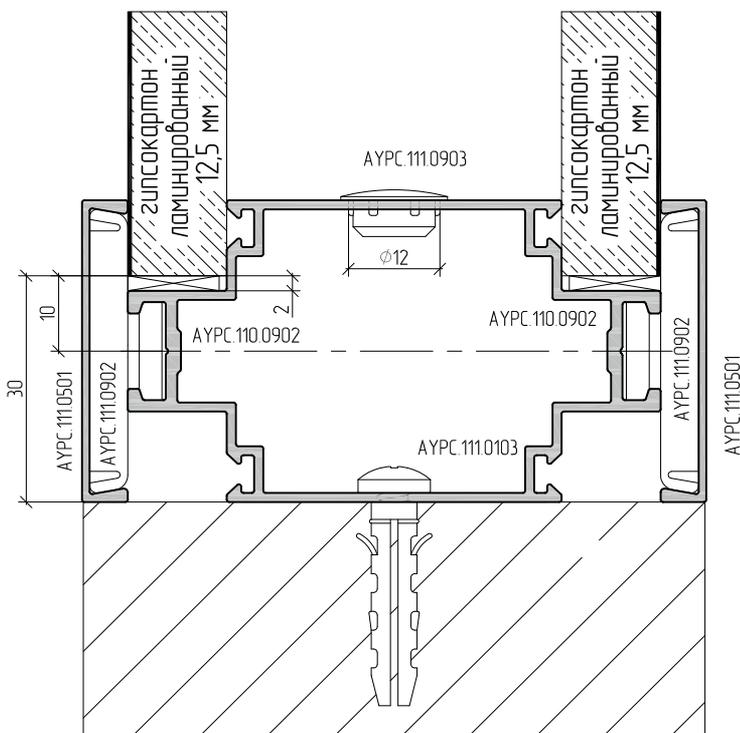 гипсокартон -
ламинированный
12,5 мм
гипсокартон -
ламинированный
12,5 мм
AYPC.111.0903
Ø12
10
2
30
AYPC.110.0902
AYPC.110.0902
AYPC.111.0501
AYPC.111.0902
AYPC.111.0902
AYPC.111.0501
AYPC.111.0103